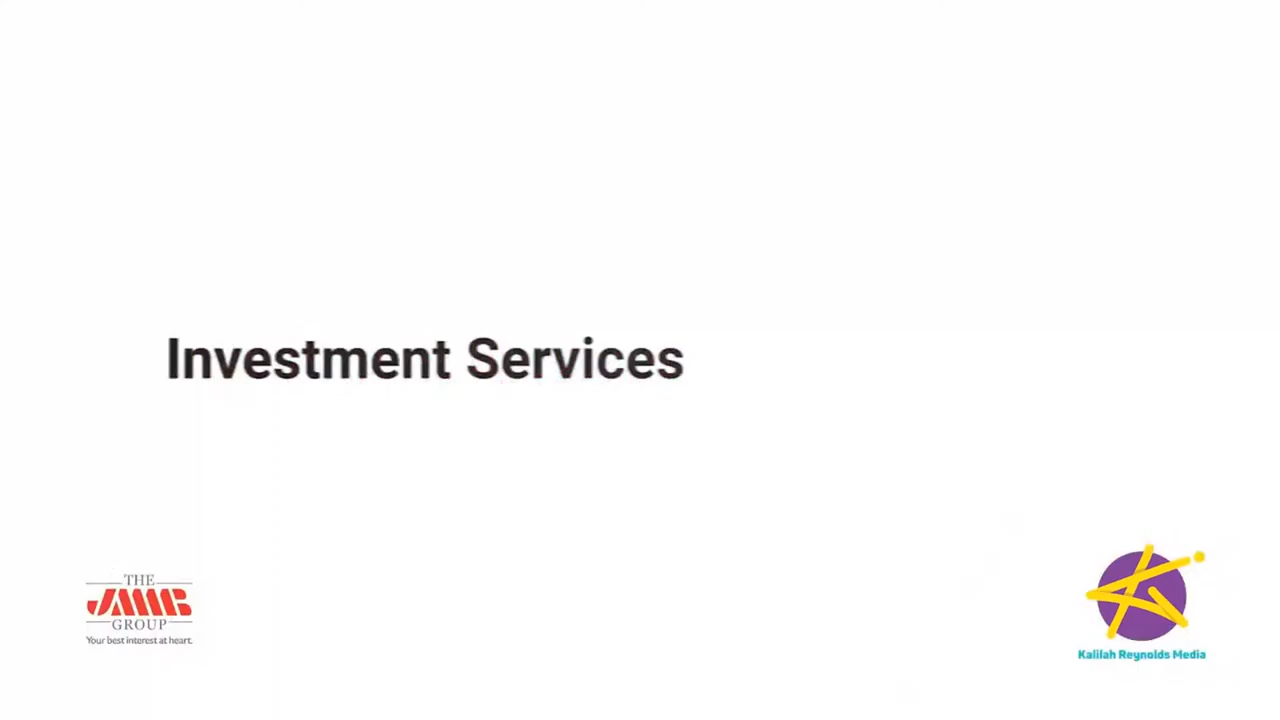 Investment Services
THE
JMMB
GROUP
Your best interest at heart.
Kalilah Reynolds Media